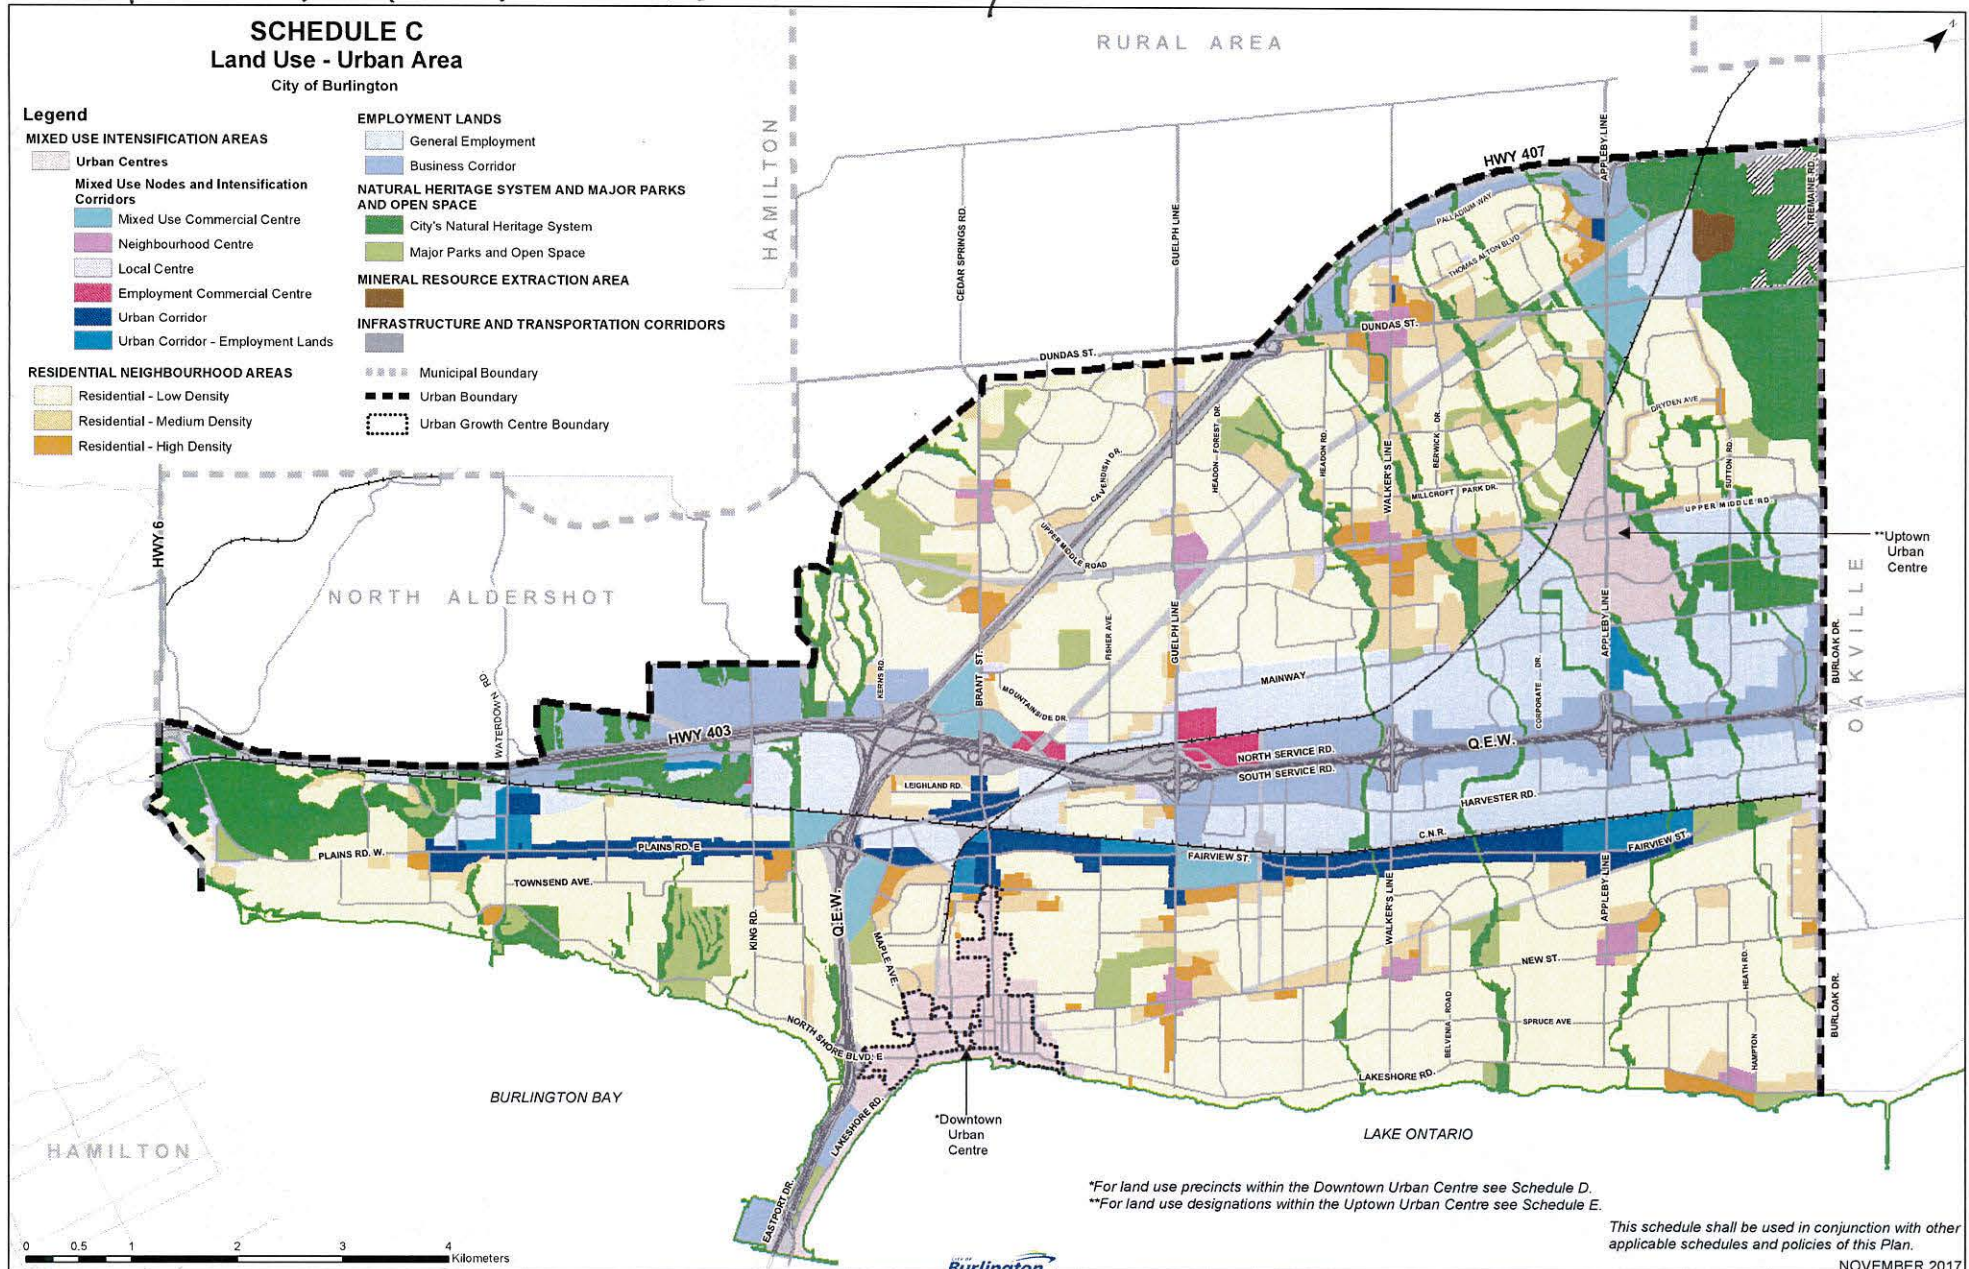 SCHEDULE C
Land Use - Urban Area
City of Burlington
Legend
MIXED USE INTENSIFICATION AREAS
Urban Centres
Mixed Use Nodes and Intensification
Corridors
Mixed Use Commercial Centre
Neighbourhood Centre
Local Centre
Employment Commercial Centre
Urban Corridor
Urban Corridor - Employment Lands
RESIDENTIAL NEIGHBOURHOOD AREAS
Residential - Low Density
Residential - Medium Density
Residential - High Density
EMPLOYMENT LANDS
General Employment
Business Corridor
NATURAL HERITAGE SYSTEM AND MAJOR PARKS
AND OPEN SPACE
City's Natural Heritage System
Major Parks and Open Space
MINERAL RESOURCE EXTRACTION AREA
INFRASTRUCTURE AND TRANSPORTATION CORRIDORS
Municipal Boundary
Urban Boundary
Urban Growth Centre Boundary
RURAL AREA
HAMILTON
CEDAR SPRINGS RD
GUELPH LINE
HWY 407
APPLEBY LINE
TREMAINE RD.
PALLADIUM WAY
THOMAS ALTON BLVD
DUNDAS ST.
DUNDAS ST.
DRYDEN AVE
CAVENDISH DR.
HEADON FOREST DR.
HEADON RD.
WALKER'S LINE
BERWICK DR.
MILLCROFT PARK DR.
SUTTON RD.
UPPER MIDDLE RD
UPPER MIDDLE ROAD
**Uptown
Urban
Centre
HWY 6
NORTH ALDERSHOT
WATERDOWN RD
KERNS RD.
BRANT ST.
FISHER AVE.
GUELPH LINE
MOUNTAINSIDE DR.
MAINWAY
CORPORATE DR.
APPLEBY LINE
BURLOAK DR.
OAKVILLE
HWY 403
Q.E.W.
NORTH SERVICE RD.
SOUTH SERVICE RD.
LEIGHLAND RD.
HARVESTER RD.
C.N.R.
PLAINS RD. W.
PLAINS RD. E
FAIRVIEW ST.
FAIRVIEW ST.
TOWNSEND AVE.
KING RD.
Q.E.W.
MAPLE AVE.
WALKER'S LINE
APPLEBY LINE
NEW ST.
HEATH RD.
BURLOAK DR.
BELVENIA ROAD
SPRUCE AVE
HAMPTON
LAKESHORE RD.
NORTH SHORE BLVD. E
LAKESHORE RD.
EASTPORT DR.
BURLINGTON BAY
*Downtown
Urban
Centre
LAKE ONTARIO
HAMILTON
*For land use precincts within the Downtown Urban Centre see Schedule D.
**For land use designations within the Uptown Urban Centre see Schedule E.
This schedule shall be used in conjunction with other
applicable schedules and policies of this Plan.
NOVEMBER 2017
0 0.5 1 2 3 4
Kilometers
CITY OF
Burlington